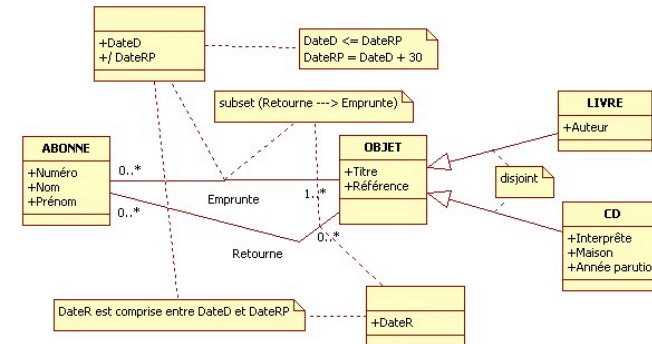 +DateD
+/ DateRP
DateD <= DateRP
DateRP = DateD + 30
subset (Retourne ---> Emprunte)
LIVRE
+Auteur
ABONNE
+Numéro
+Nom
+Prénom
0..*
Emprunte
1..*
OBJET
+Titre
+Référence
disjoint
0..*
Retourne
0..*
CD
+Interprête
+Maison
+Année parutio
DateR est comprise entre DateD et DateRP
+DateR